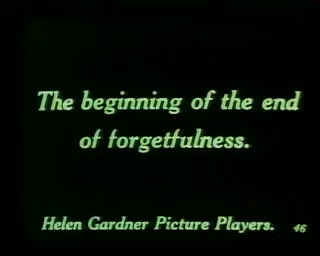 The beginning of the end
of forgetfulness.
Helen Gardner Picture Players. 46